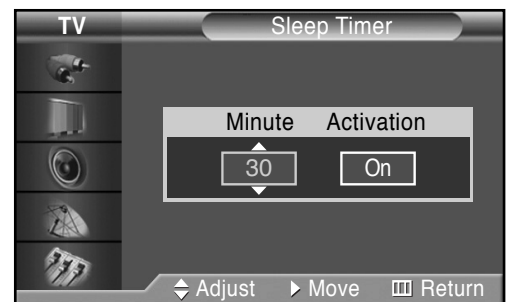 TV Sleep Timer
Minute Activation
30 On
Adjust Move Return